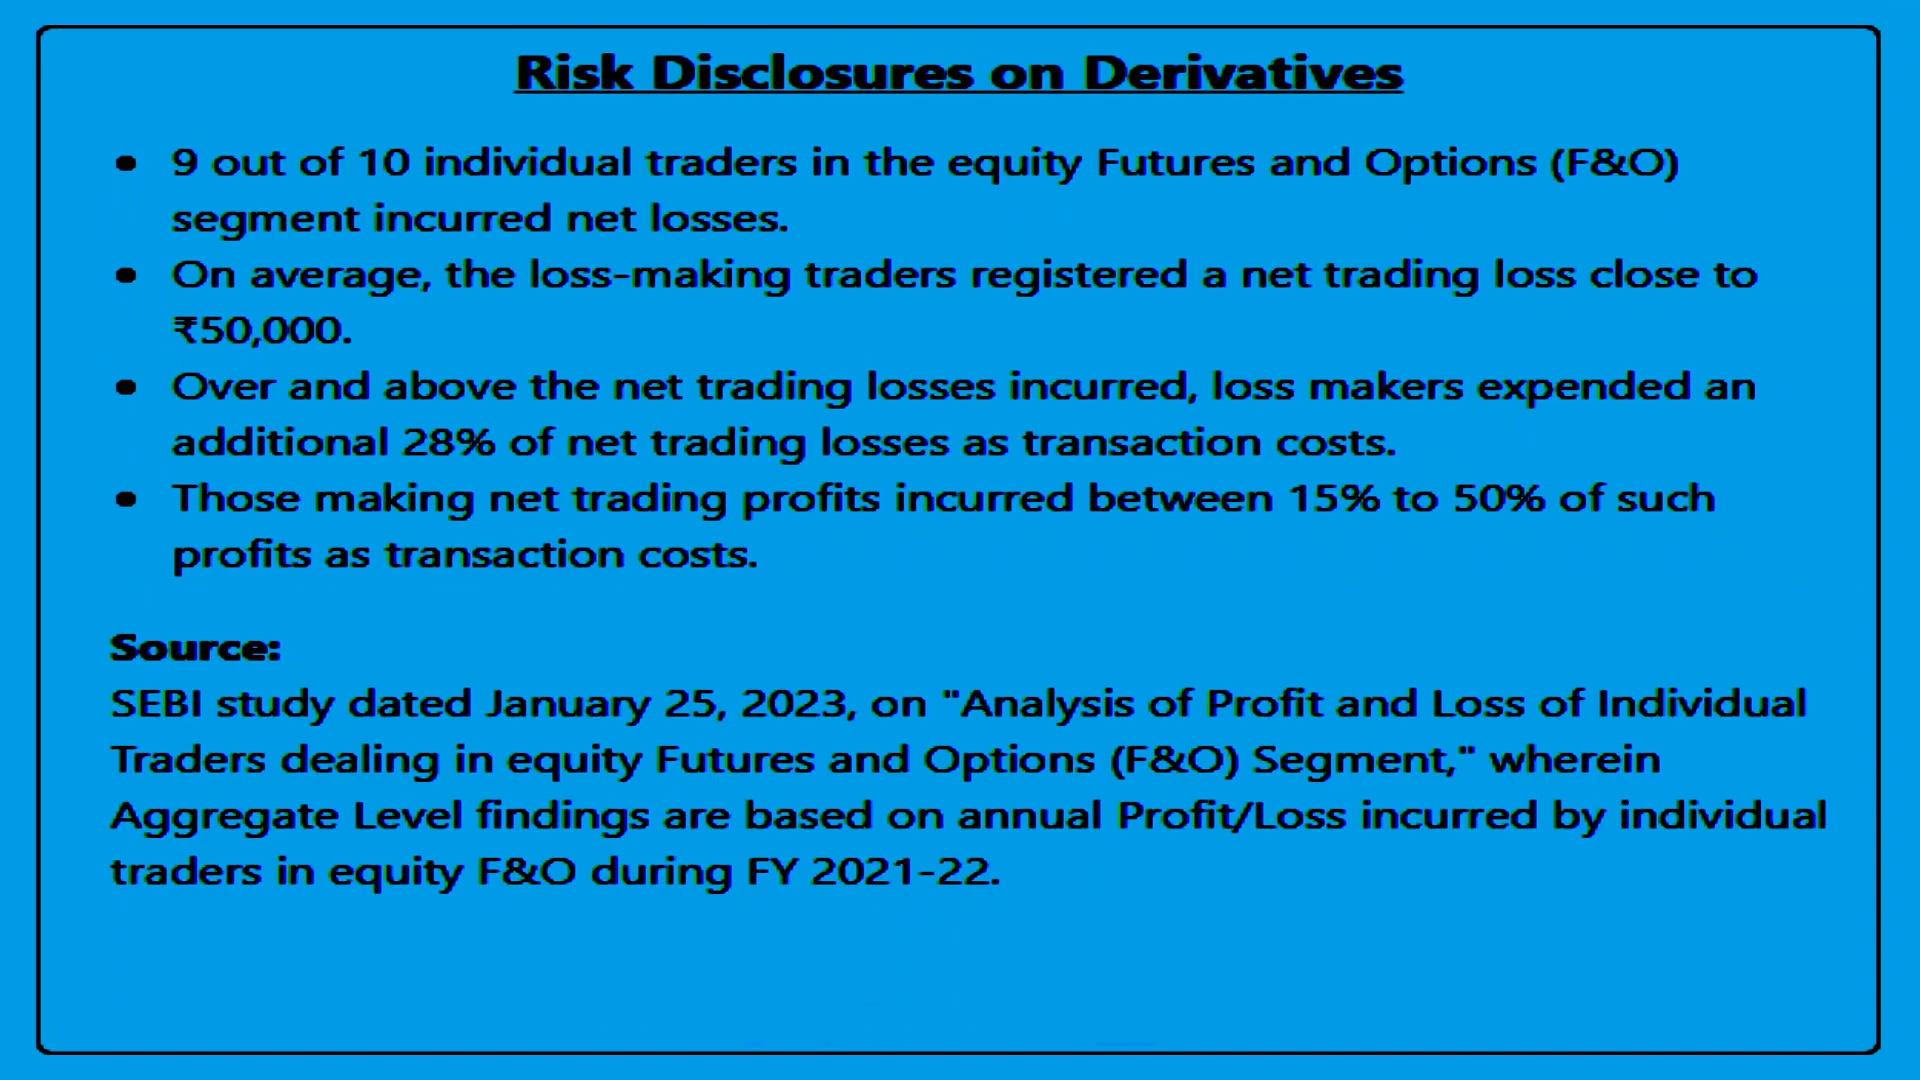 Risk Disclosures on Derivatives
• 9 out of 10 individual traders in the equity Futures and Options (F&O)
segment incurred net losses.
• On average, the loss-making traders registered a net trading loss close to
₹50,000.
• Over and above the net trading losses incurred, loss makers expended an
additional 28% of net trading losses as transaction costs.
• Those making net trading profits incurred between 15% to 50% of such
profits as transaction costs.
Source:
SEBI study dated January 25, 2023, on "Analysis of Profit and Loss of Individual
Traders dealing in equity Futures and Options (F&O) Segment," wherein
Aggregate Level findings are based on annual Profit/Loss incurred by individual
traders in equity F&O during FY 2021-22.